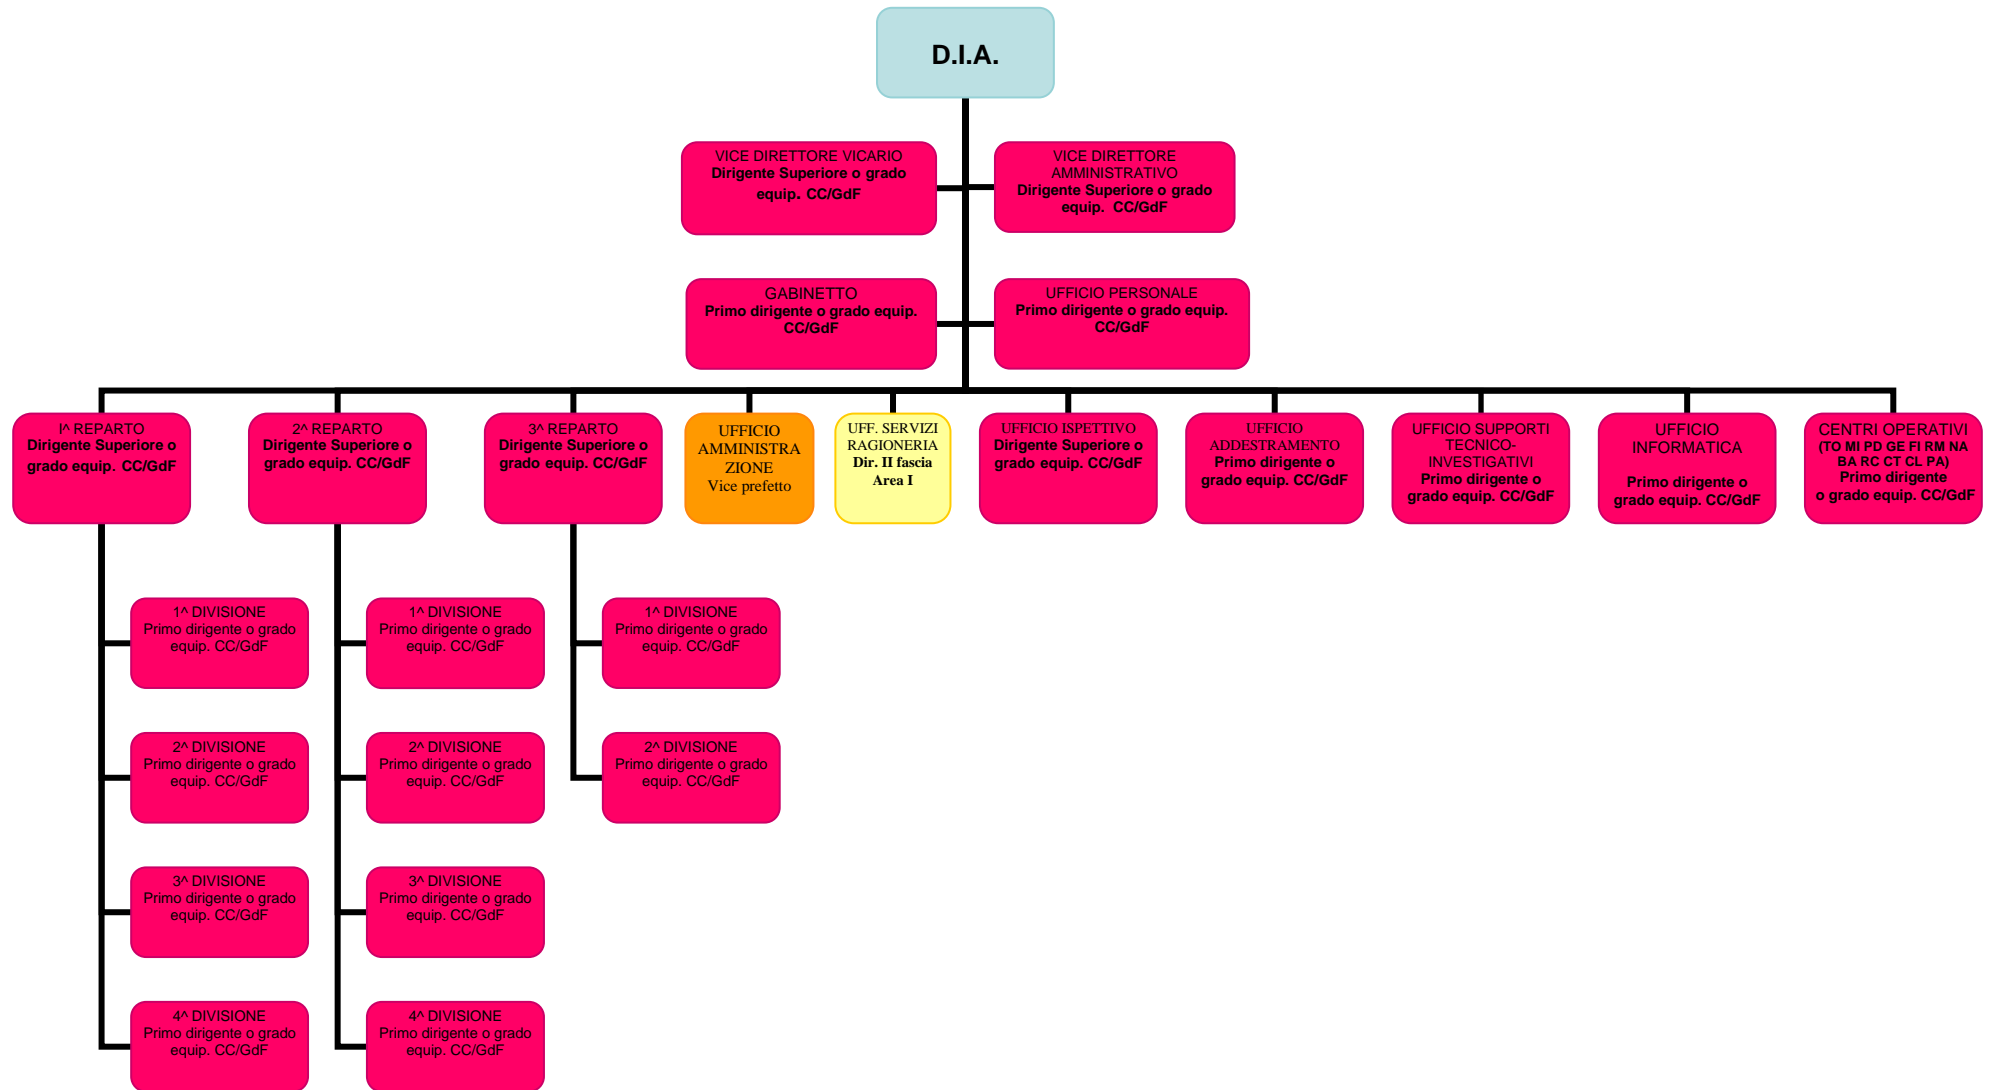 D.I.A.
VICE DIRETTORE VICARIO
Dirigente Superiore o grado
equip. CC/GdF
VICE DIRETTORE
AMMINISTRATIVO
Dirigente Superiore o grado
equip. CC/GdF
GABINETTO
Primo dirigente o grado equip.
CC/GdF
UFFICIO PERSONALE
Primo dirigente o grado equip.
CC/GdF
I^ REPARTO
Dirigente Superiore o
grado equip. CC/GdF
2^ REPARTO
Dirigente Superiore o
grado equip. CC/GdF
3^ REPARTO
Dirigente Superiore o
grado equip. CC/GdF
UFFICIO
AMMINISTRA
ZIONE
Vice prefetto
UFF. SERVIZI
RAGIONERIA
Dir. II fascia
Area I
UFFICIO ISPETTIVO
Dirigente Superiore o
grado equip. CC/GdF
UFFICIO
ADDESTRAMENTO
Primo dirigente o
grado equip. CC/GdF
UFFICIO SUPPORTI
TECNICO-
INVESTIGATIVI
Primo dirigente o
grado equip. CC/GdF
UFFICIO
INFORMATICA
Primo dirigente o
grado equip. CC/GdF
CENTRI OPERATIVI
(TO MI PD GE FI RM NA
BA RC CT CL PA)
Primo dirigente
o grado equip. CC/GdF
1^ DIVISIONE
Primo dirigente o grado
equip. CC/GdF
1^ DIVISIONE
Primo dirigente o grado
equip. CC/GdF
1^ DIVISIONE
Primo dirigente o grado
equip. CC/GdF
2^ DIVISIONE
Primo dirigente o grado
equip. CC/GdF
2^ DIVISIONE
Primo dirigente o grado
equip. CC/GdF
2^ DIVISIONE
Primo dirigente o grado
equip. CC/GdF
3^ DIVISIONE
Primo dirigente o grado
equip. CC/GdF
3^ DIVISIONE
Primo dirigente o grado
equip. CC/GdF
4^ DIVISIONE
Primo dirigente o grado
equip. CC/GdF
4^ DIVISIONE
Primo dirigente o grado
equip. CC/GdF